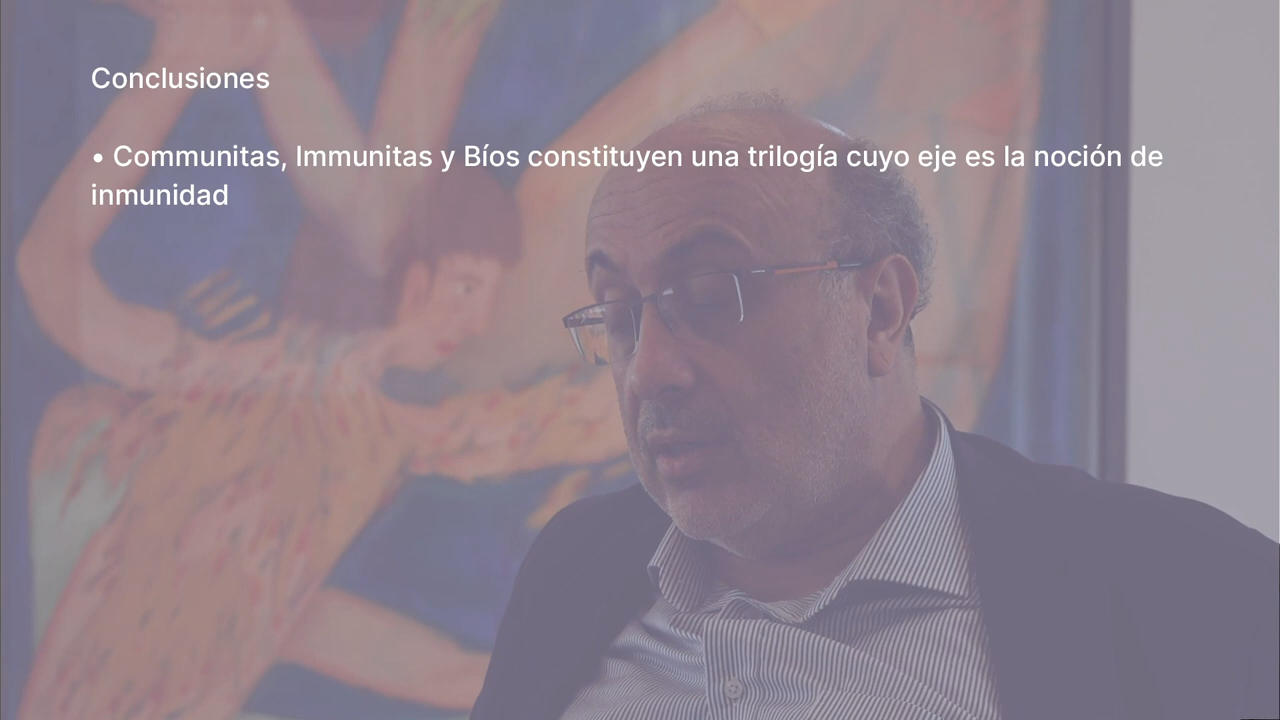 Conclusiones
• Communitas, Immunitas y Bíos constituyen una trilogía cuyo eje es la noción de
inmunidad